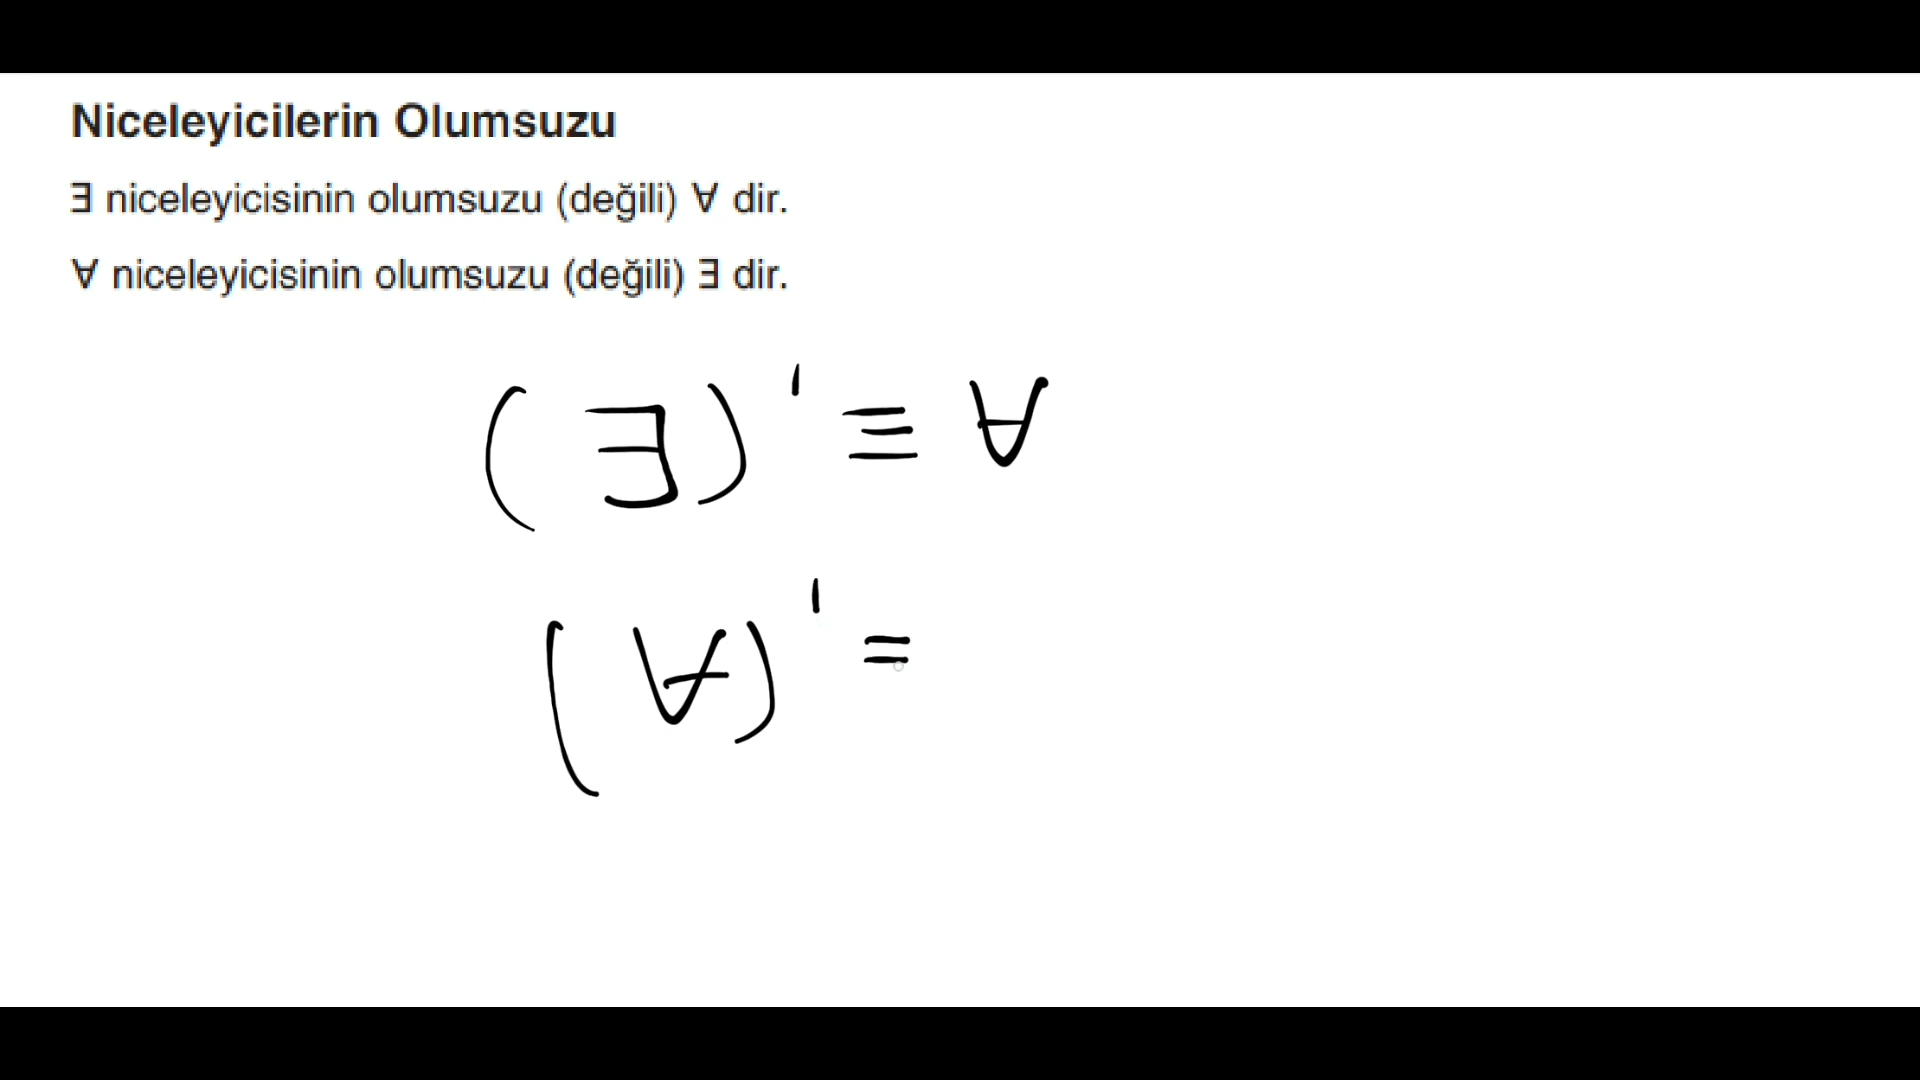 Niceleyicilerin Olumsuzu
∃ niceleyicisinin olumsuzu (değili) ∀ dir.
∀ niceleyicisinin olumsuzu (değili) ∃ dir.
(∃)' ≡ ∀
(∀)' =